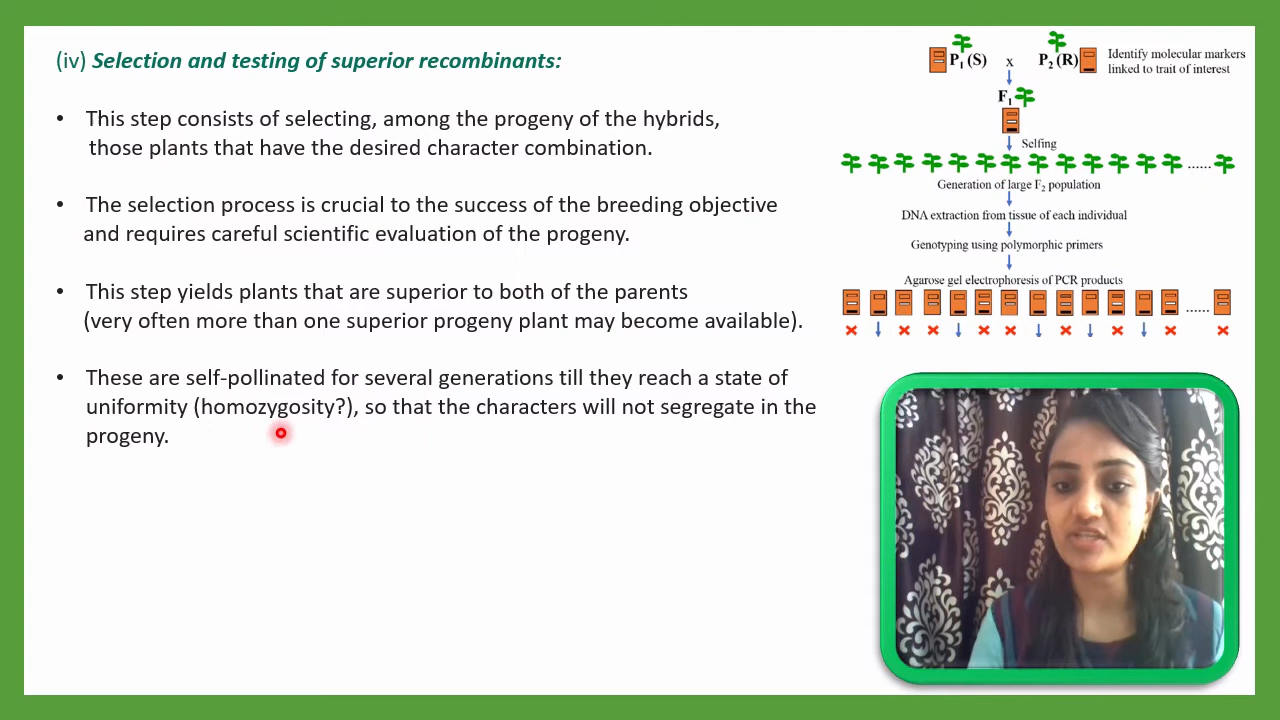 (iv) Selection and testing of superior recombinants:
• This step consists of selecting, among the progeny of the hybrids,
those plants that have the desired character combination.
• The selection process is crucial to the success of the breeding objective
and requires careful scientific evaluation of the progeny.
• This step yields plants that are superior to both of the parents
(very often more than one superior progeny plant may become available).
• These are self-pollinated for several generations till they reach a state of
uniformity (homozygosity?), so that the characters will not segregate in the
progeny.
P1 (S) x P2 (R)
Identify molecular markers
linked to trait of interest
F1
Selfing
......
Generation of large F2 population
DNA extraction from tissue of each individual
Genotyping using polymorphic primers
Agarose gel electrophoresis of PCR products
......